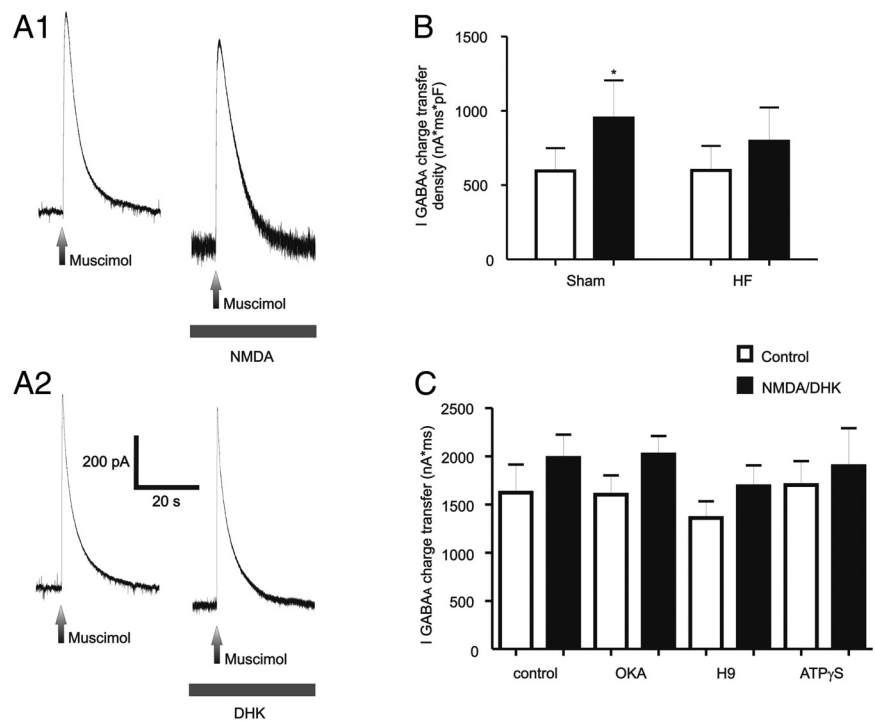 A1
Muscimol
Muscimol
NMDA
A2
200 pA
20 s
Muscimol
Muscimol
DHK
B
I GABAA charge transfer
density (nA*ms*pF)
1500
1000
750
500
0
*
Sham
HF
Control
NMDA/DHK
C
I GABAA charge transfer (nA*ms)
2500
2000
1500
1000
500
0
control
OKA
H9
ATPγS